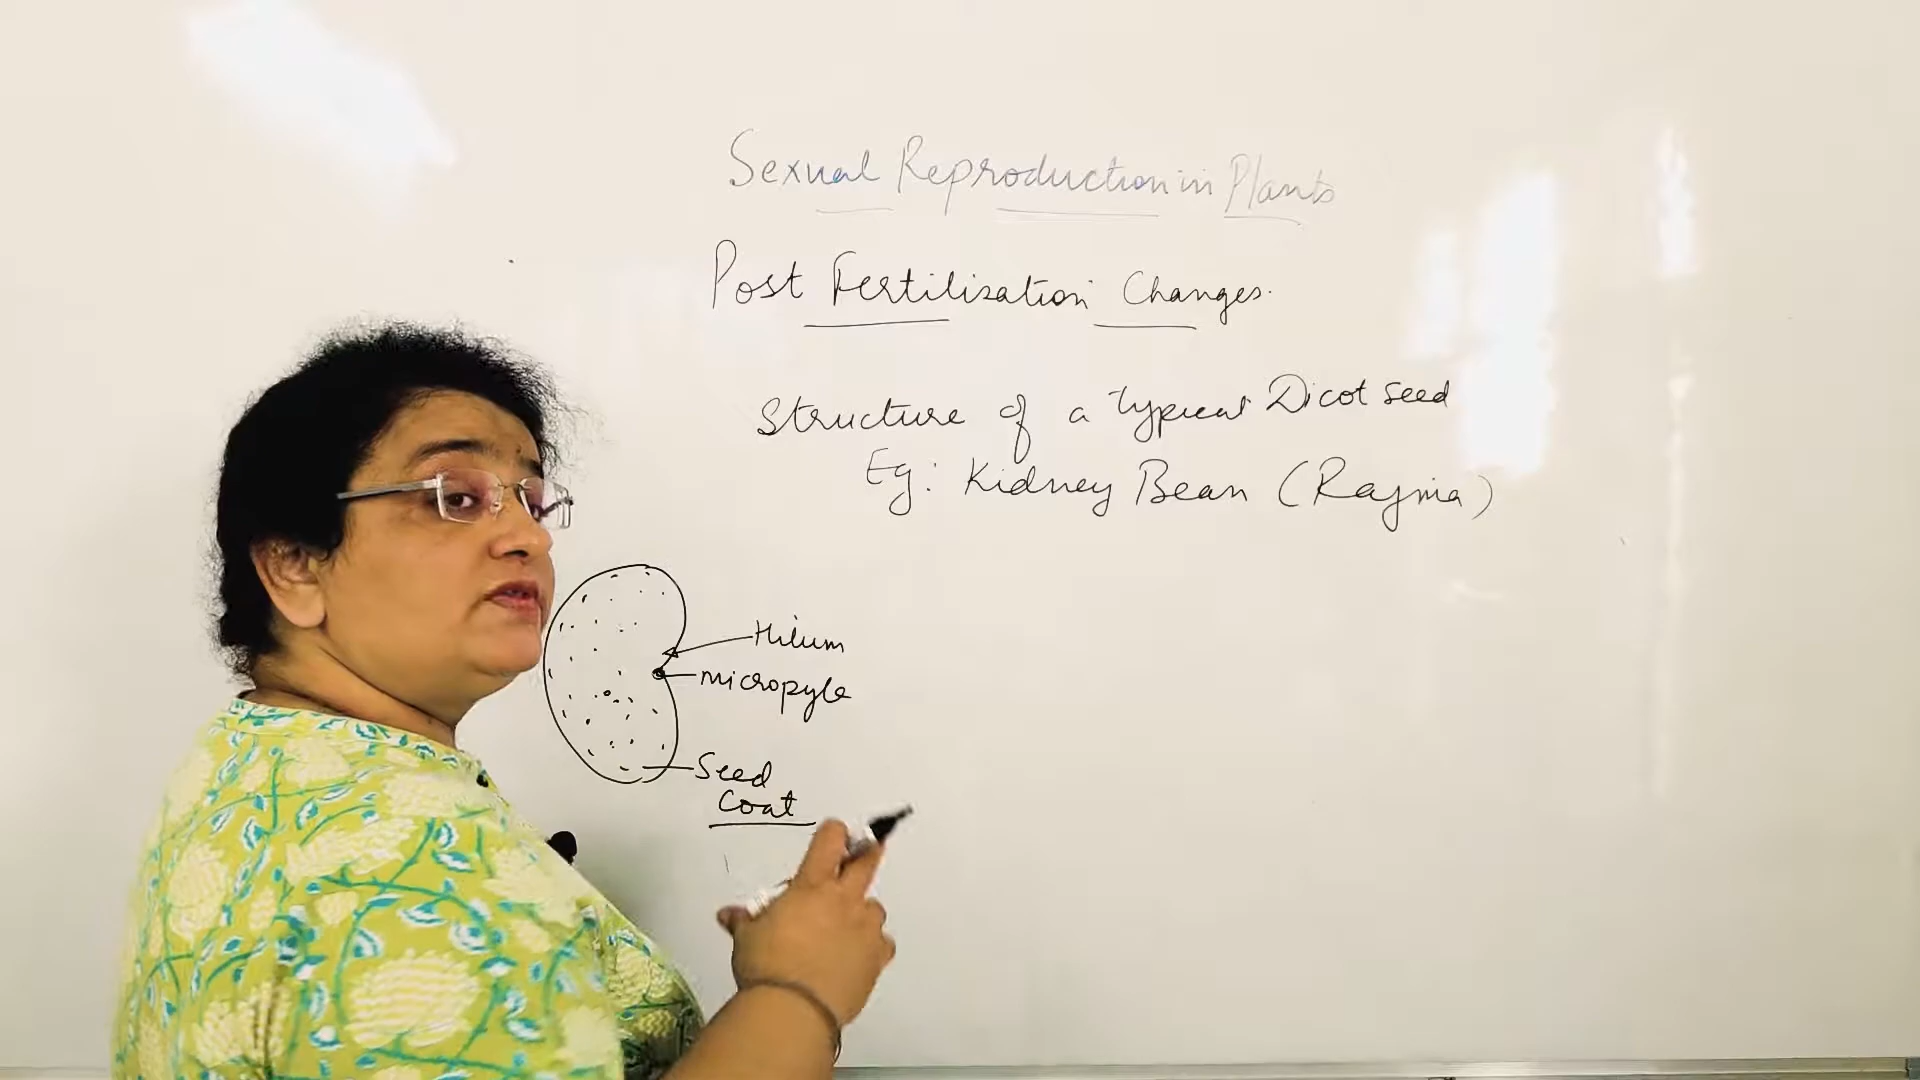 Sexual Reproduction in Plants
Post Fertilization Changes.
Structure of a typical Dicot seed
Eg: Kidney Bean (Rajma)
Hilum
micropyle
Seed
Coat